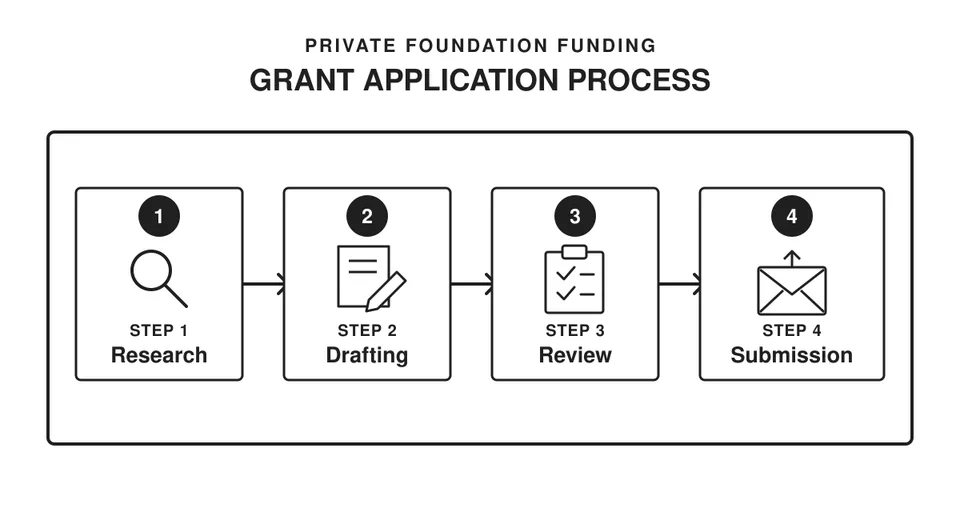 PRIVATE FOUNDATION FUNDING
GRANT APPLICATION PROCESS
1
STEP 1
Research
2
STEP 2
Drafting
3
STEP 3
Review
4
STEP 4
Submission